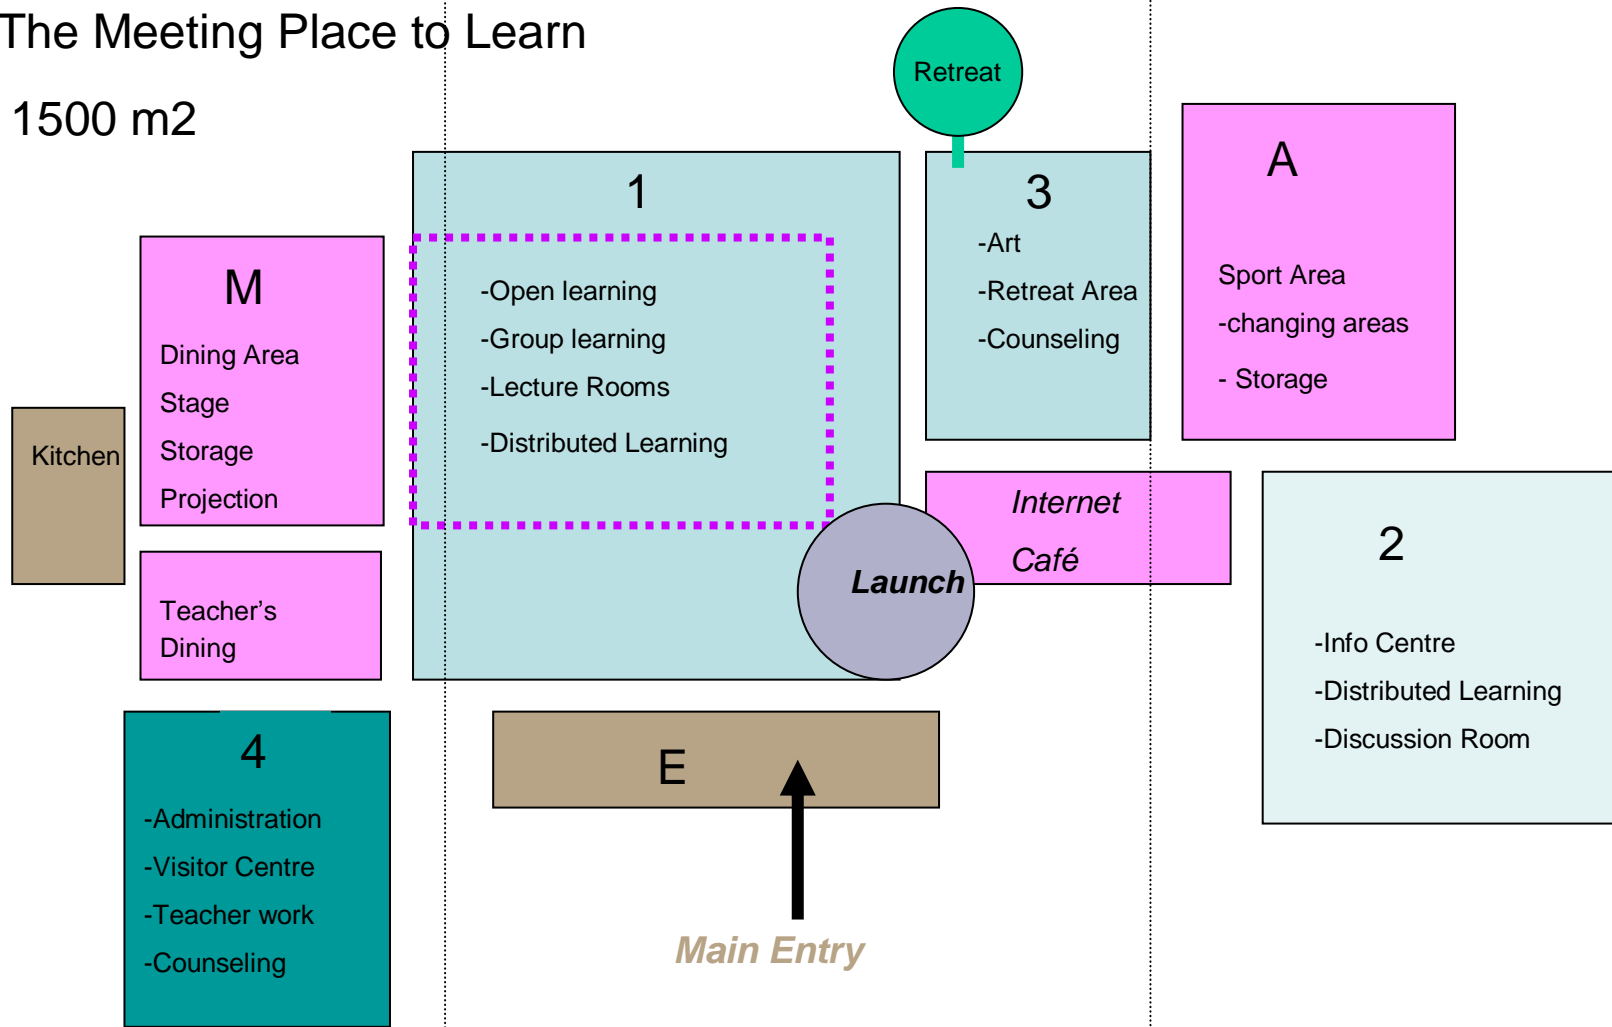 The Meeting Place to Learn
1500 m2
Retreat
1
-Open learning
-Group learning
-Lecture Rooms
-Distributed Learning
3
-Art
-Retreat Area
-Counseling
A
Sport Area
-changing areas
- Storage
M
Dining Area
Stage
Storage
Projection
Kitchen
Teacher’s
Dining
Launch
Internet
Café
2
-Info Centre
-Distributed Learning
-Discussion Room
4
-Administration
-Visitor Centre
-Teacher work
-Counseling
E
Main Entry